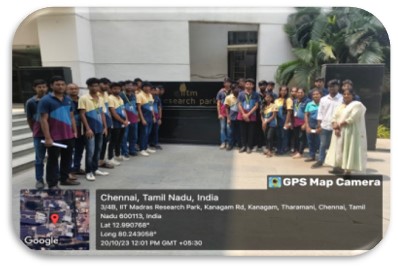 iitm
research park
GPS Map Camera
Chennai, Tamil Nadu, India
3/4B, IIT Madras Research Park, Kanagam Rd, Kanagam, Tharamani, Chennai, Tamil
Nadu 600113, India
Lat 12.990768°
Long 80.243058°
20/10/23 12:01 PM GMT +05:30
Google